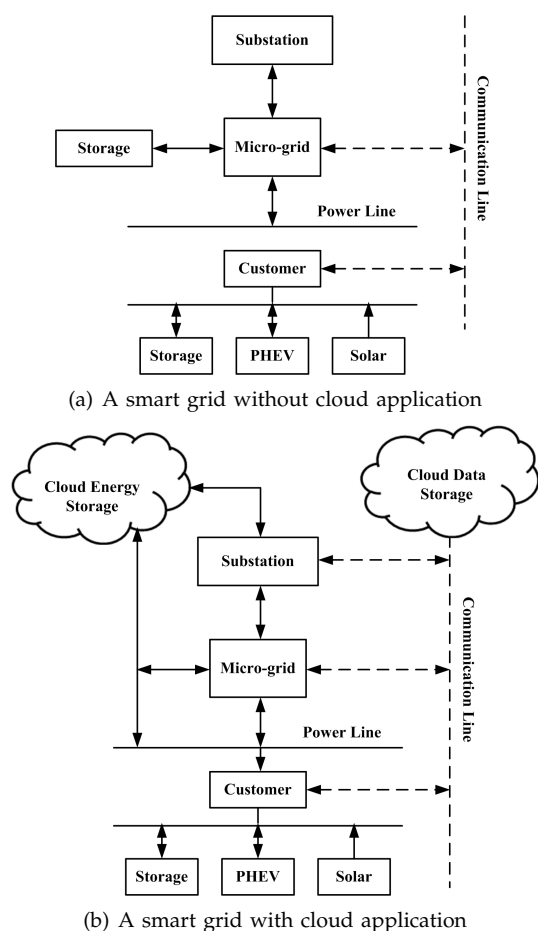 Substation
Communication Line
Storage
Micro-grid
Power Line
Customer
Storage
PHEV
Solar
(a) A smart grid without cloud application
Cloud Energy
Storage
Cloud Data
Storage
Substation
Communication Line
Micro-grid
Power Line
Customer
Storage
PHEV
Solar
(b) A smart grid with cloud application